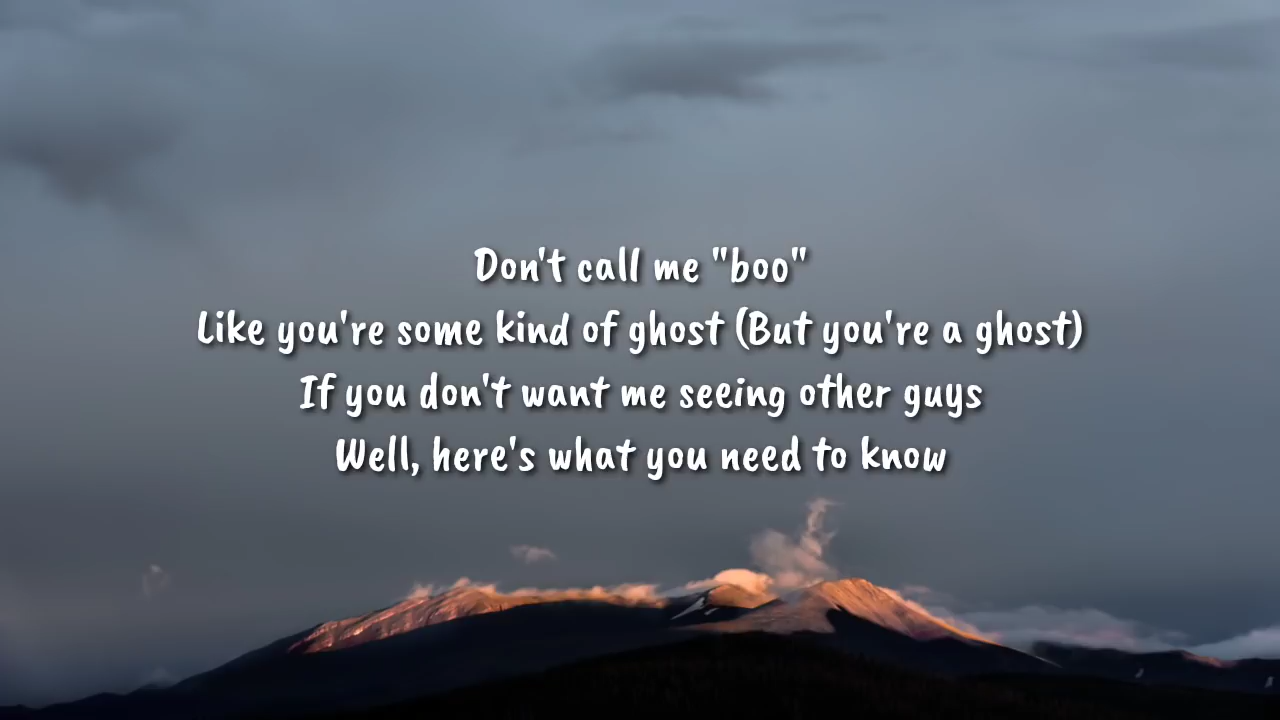 Don't call me "boo"
Like you're some kind of ghost (But you're a ghost)
If you don't want me seeing other guys
Well, here's what you need to know